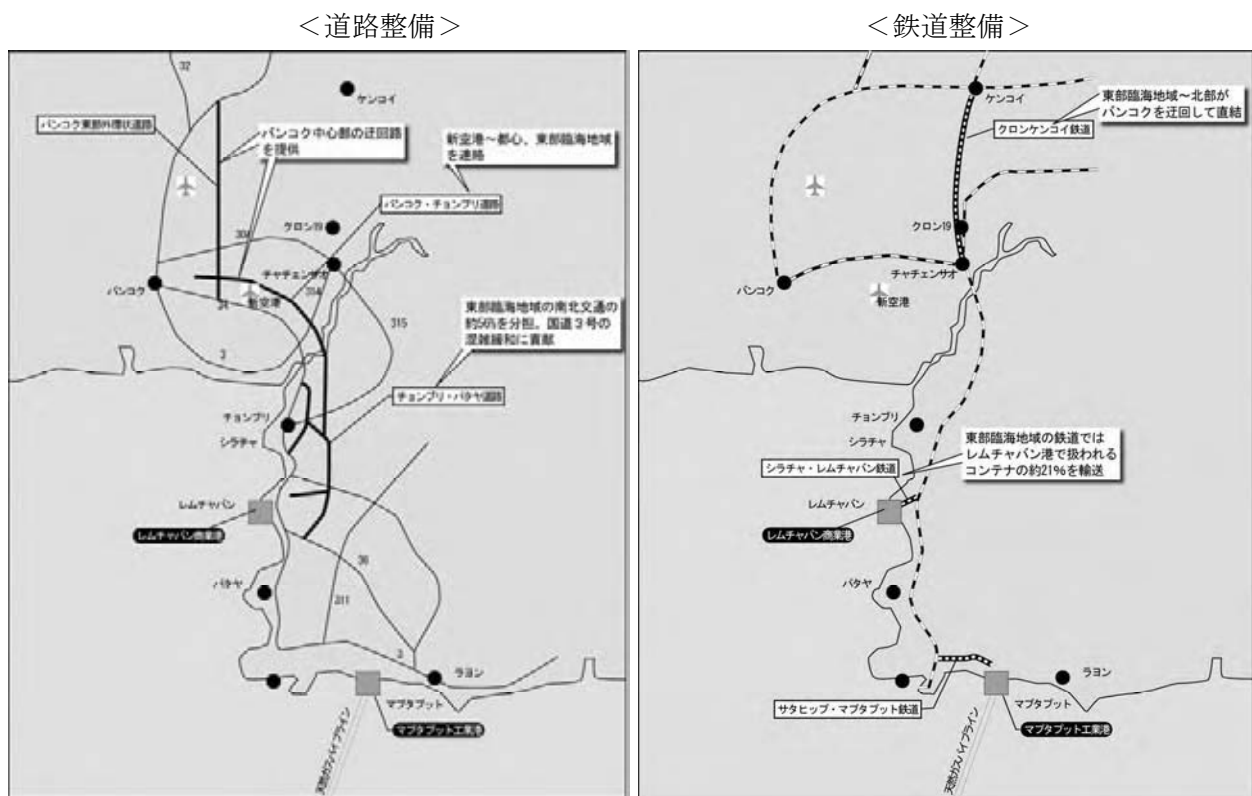 ＜道路整備＞
32
ケンコイ
バンコク東部外環状道路
バンコク中心部の迂回路
を提供
新空港～都心、東部臨海地域
を連絡
バンコク・チョンブリ道路
クロン19
304
チャチェンサオ
バンコク
314
新空港
34
東部臨海地域の南北交通の
約56%を分担、国道３号の
混雑緩和に貢献
315
3
チョンブリ・パタヤ道路
チョンブリ
シラチャ
レムチャバン
レムチャバン商業港
36
パタヤ
331
3
ラヨン
マプタプット
マプタプット工業港
天然ガスパイプライン
＜鉄道整備＞
ケンコイ
東部臨海地域～北部が
バンコクを迂回して直結
クロンケンコイ鉄道
クロン19
チャチェンサオ
バンコク
新空港
チョンブリ
シラチャ
東部臨海地域の鉄道では
レムチャバン港で扱われる
コンテナの約21%を輸送
シラチャ・レムチャバン鉄道
レムチャバン
レムチャバン商業港
パタヤ
ラヨン
サタヒップ・マプタプット鉄道
マプタプット
マプタプット工業港
天然ガスパイプライン